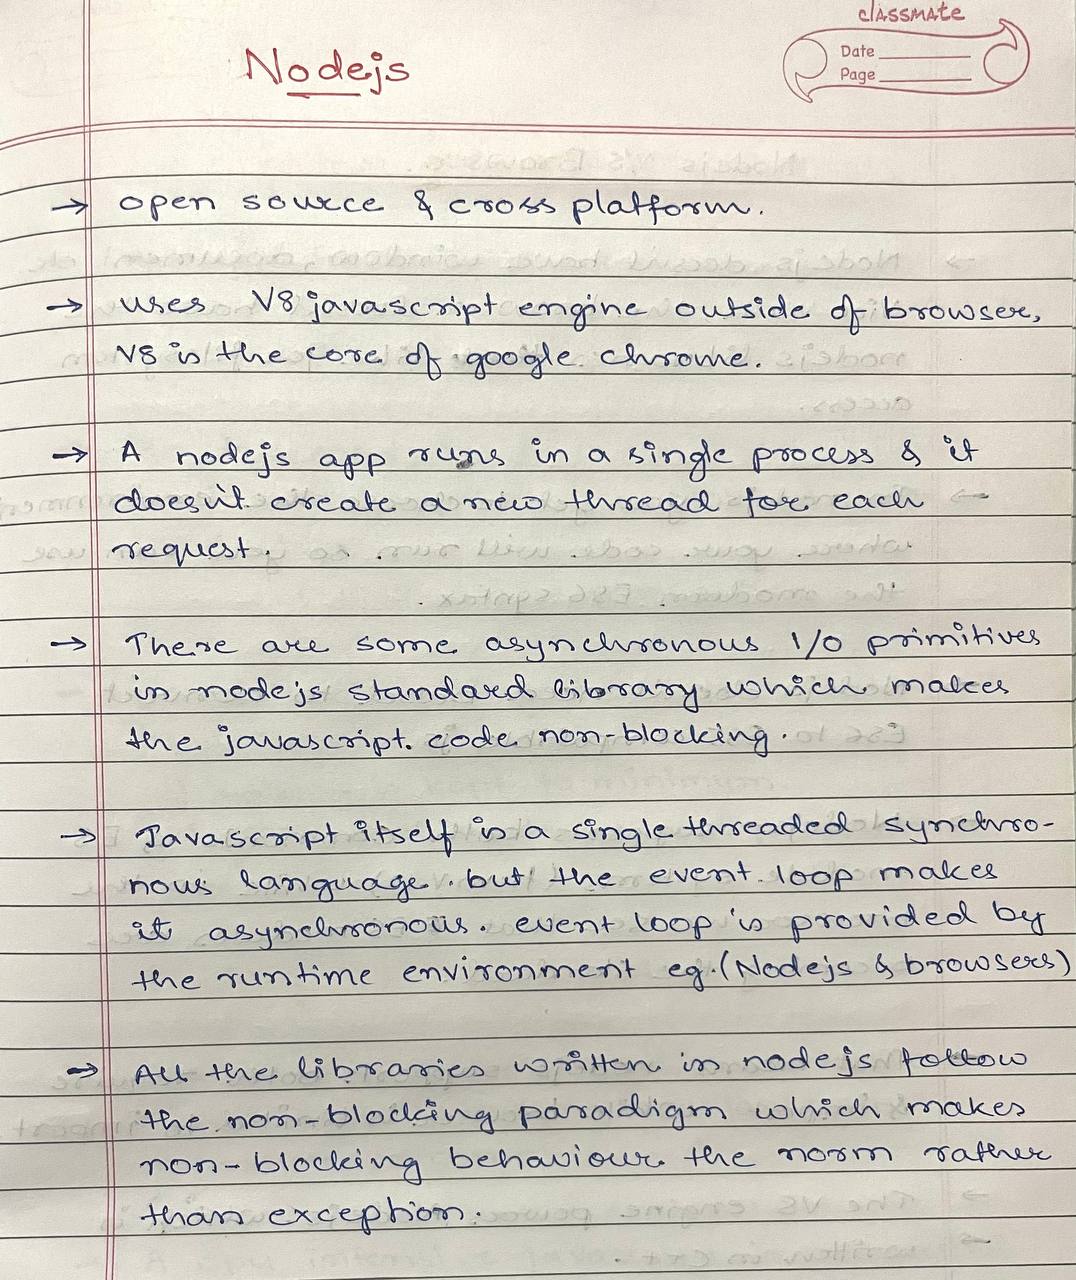 classmate
Date
Page
Nodejs
→ open source & cross platform.
→ uses V8 javascript engine outside of browser,
V8 is the core of google chrome.
→ A nodejs app runs in a single process & it
doesn't create a new thread for each
request.
→ There are some asynchronous I/O primitives
in nodejs standard library which makes
the javascript code non-blocking.
→ Javascript itself is a single threaded synchro-
nous language but the event loop makes
it asynchronous. event loop is provided by
the runtime environment eg.(Nodejs & browsers)
→ All the libraries written in nodejs follow
the non-blocking paradigm which makes
non-blocking behaviour the norm rather
than exception.